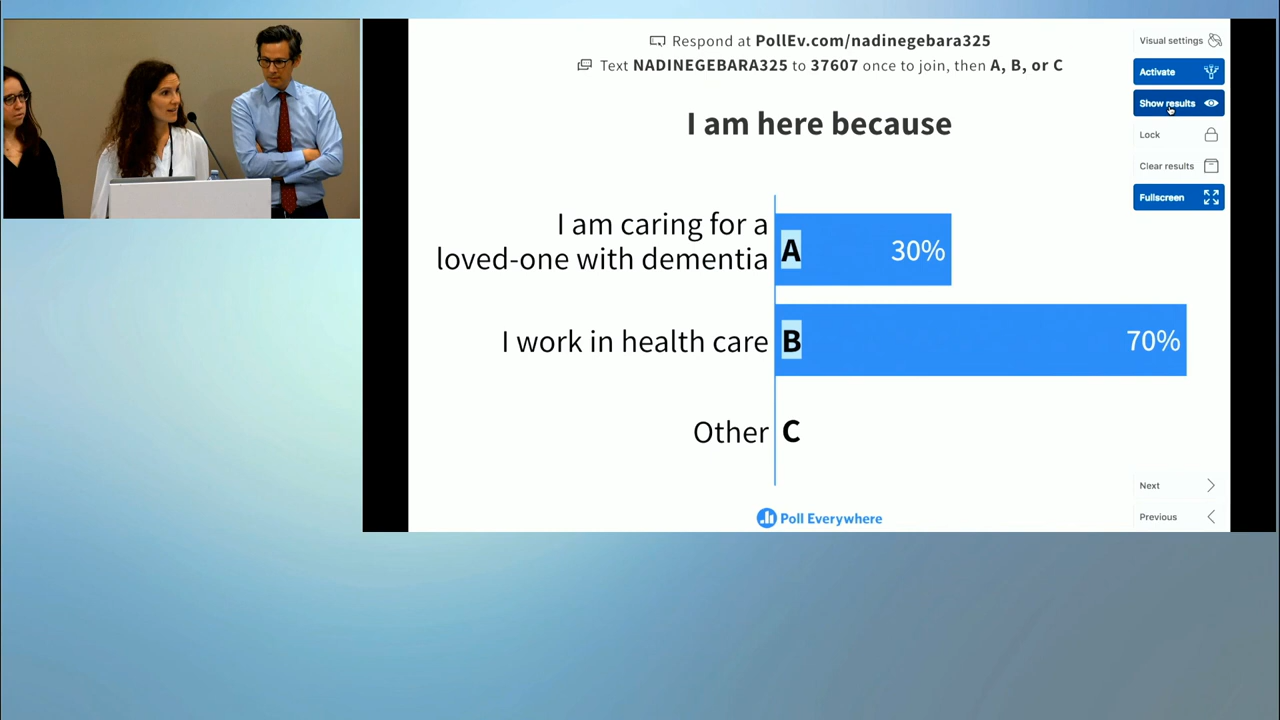 Respond at PollEv.com/nadinegebara325
Text NADINEGEBARA325 to 37607 once to join, then A, B, or C
I am here because
I am caring for a
loved-one with dementia
A
30%
I work in health care
B
70%
Other
C
Poll Everywhere
Visual settings
Activate
Show results
Lock
Clear results
Fullscreen
Next
Previous